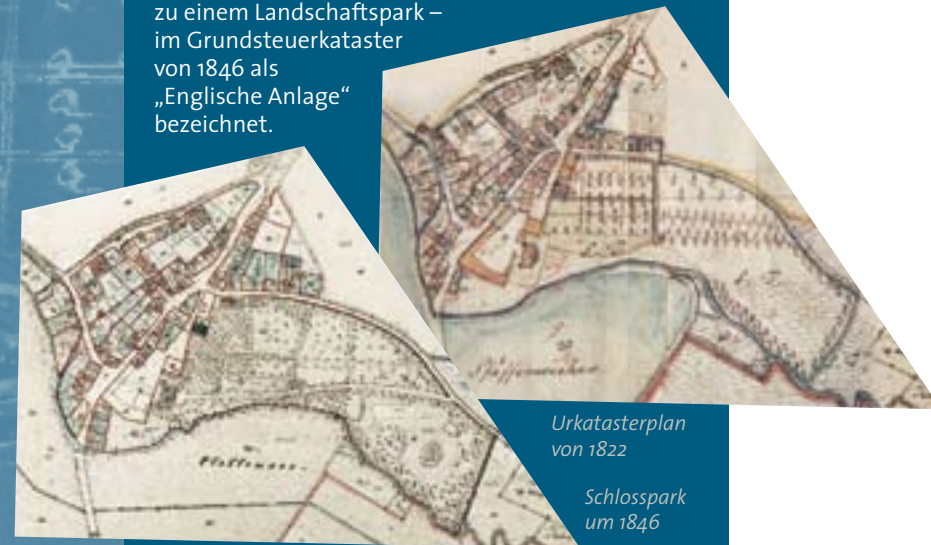 zu einem Landschaftspark –
im Grundsteuerkataster
von 1846 als
„Englische Anlage“
bezeichnet.
Urkatasterplan
von 1822
Schlosspark
um 1846